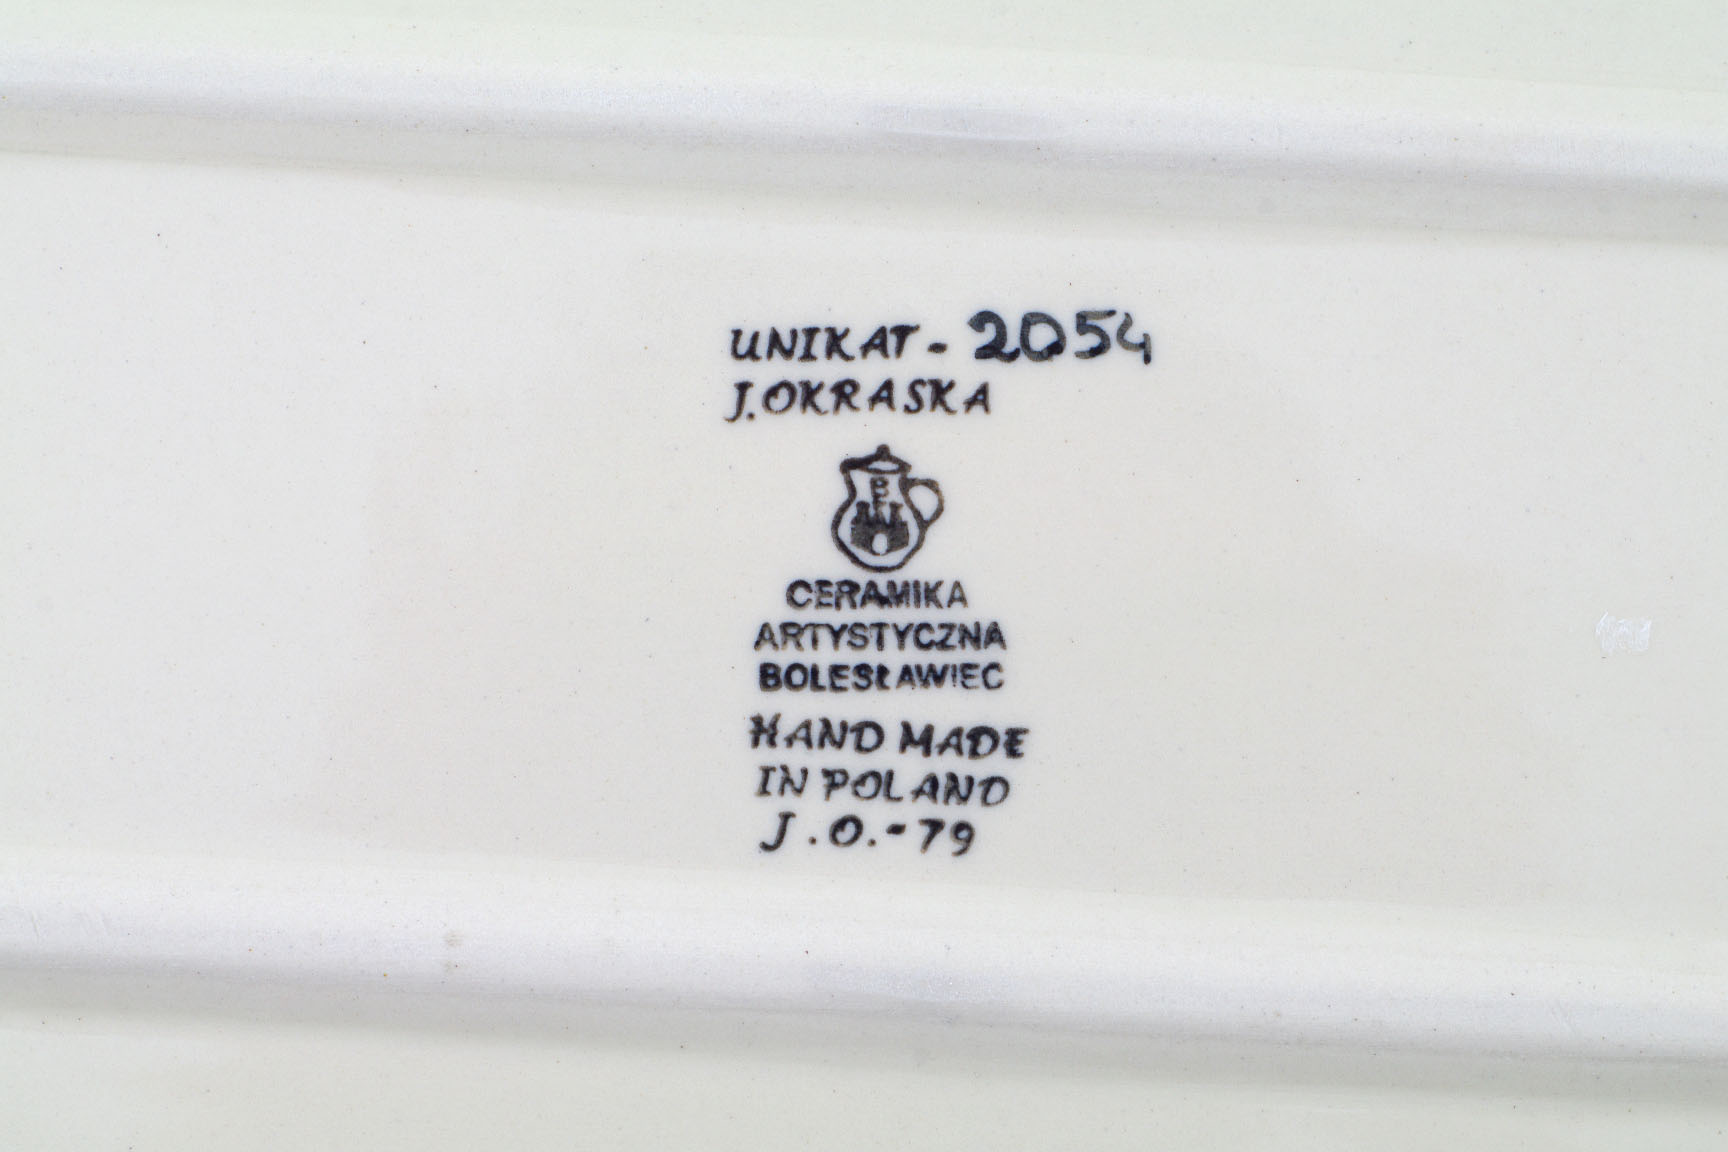 UNIKAT - 2054
J. OKRASKA
B
CERAMIKA
ARTYSTYCZNA
BOLESŁAWIEC
HAND MADE
IN POLAND
J.O.-79